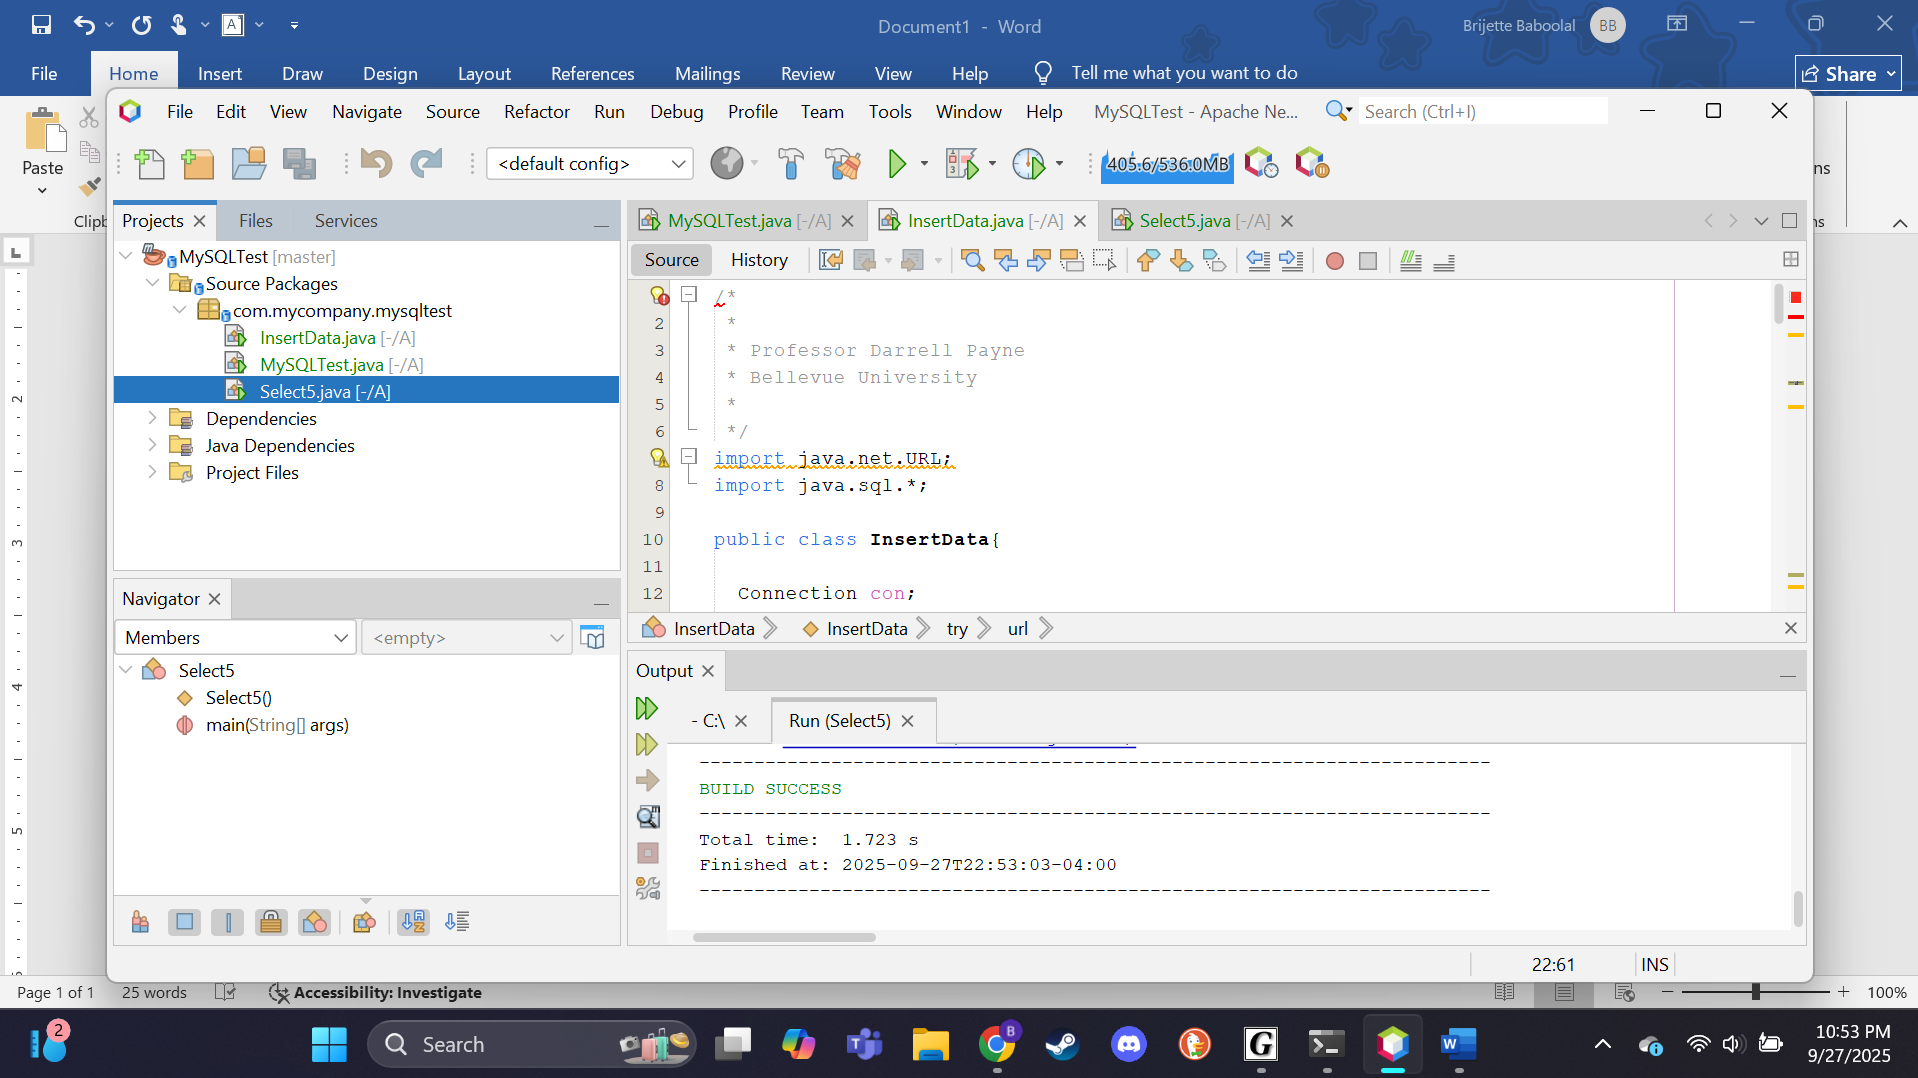 Document1 - Word
Brijette Baboolal
BB
File Home Insert Draw Design Layout References Mailings Review View Help Tell me what you want to do
Share
Paste
File Edit View Navigate Source Refactor Run Debug Profile Team Tools Window Help MySQLTest - Apache Ne... Search (Ctrl+I)
<default config>
405.6/536.0MB
Projects Files Services
MySQLTest.java [-/A] InsertData.java [-/A] Select5.java [-/A]
MySQLTest [master]
Source Packages
com.mycompany.mysqltest
InsertData.java [-/A]
MySQLTest.java [-/A]
Select5.java [-/A]
Dependencies
Java Dependencies
Project Files
Source History
/*
2 *
3 * Professor Darrell Payne
4 * Bellevue University
5 *
6 */
import java.net.URL;
8 import java.sql.*;
9
10 public class InsertData{
11
12 Connection con;
InsertData InsertData try url
Navigator
Members <empty>
Select5
Select5()
main(String[] args)
Output
- C:\ Run (Select5)
------------------------------------------------------------------------
BUILD SUCCESS
------------------------------------------------------------------------
Total time: 1.723 s
Finished at: 2025-09-27T22:53:03-04:00
------------------------------------------------------------------------
22:61 INS
Page 1 of 1 25 words Accessibility: Investigate 100%
2
Search
10:53 PM
9/27/2025